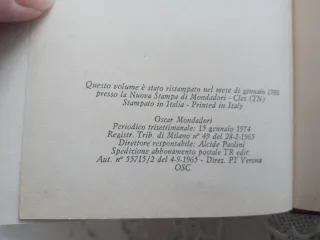 Questo volume è stato ristampato nel mese di gennaio 1986
presso la Nuova Stampa di Mondadori - Cles (TN)
Stampato in Italia - Printed in Italy
Oscar Mondadori
Periodico trisettimanale: 15 gennaio 1974
Registr. Trib. di Milano n° 49 del 28-2-1965
Direttore responsabile: Alcide Paolini
Spedizione abbonamento postale TR edit.
Aut. n° 55715/2 del 4-9-1965 - Direz. PT Verona
OSC